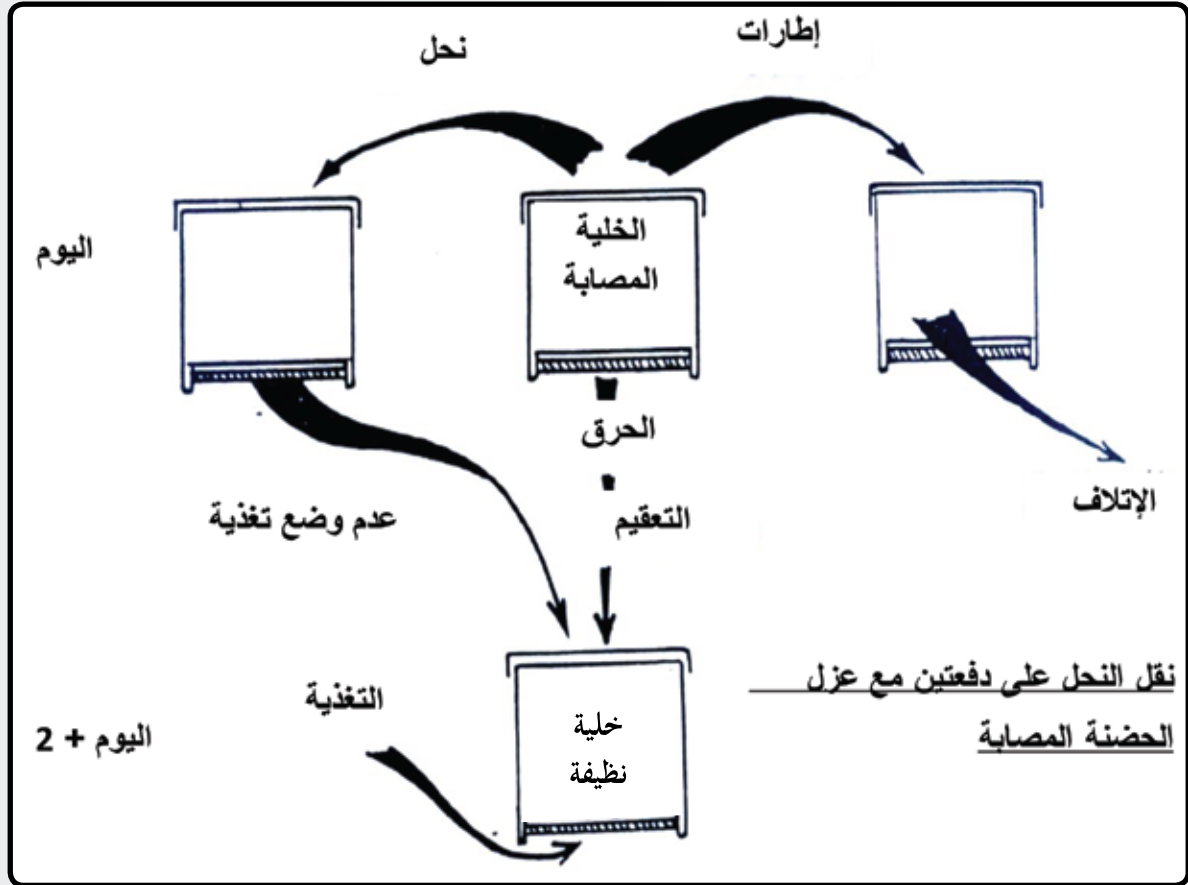 إطارات
نحل
اليوم
الخلية
المصابة
الحرق
الإتلاف
التعقيم
عدم وضع تغذية
نقل النحل على دفعتين مع عزل
الحضنة المصابة
التغذية
خلية
نظيفة
اليوم + 2